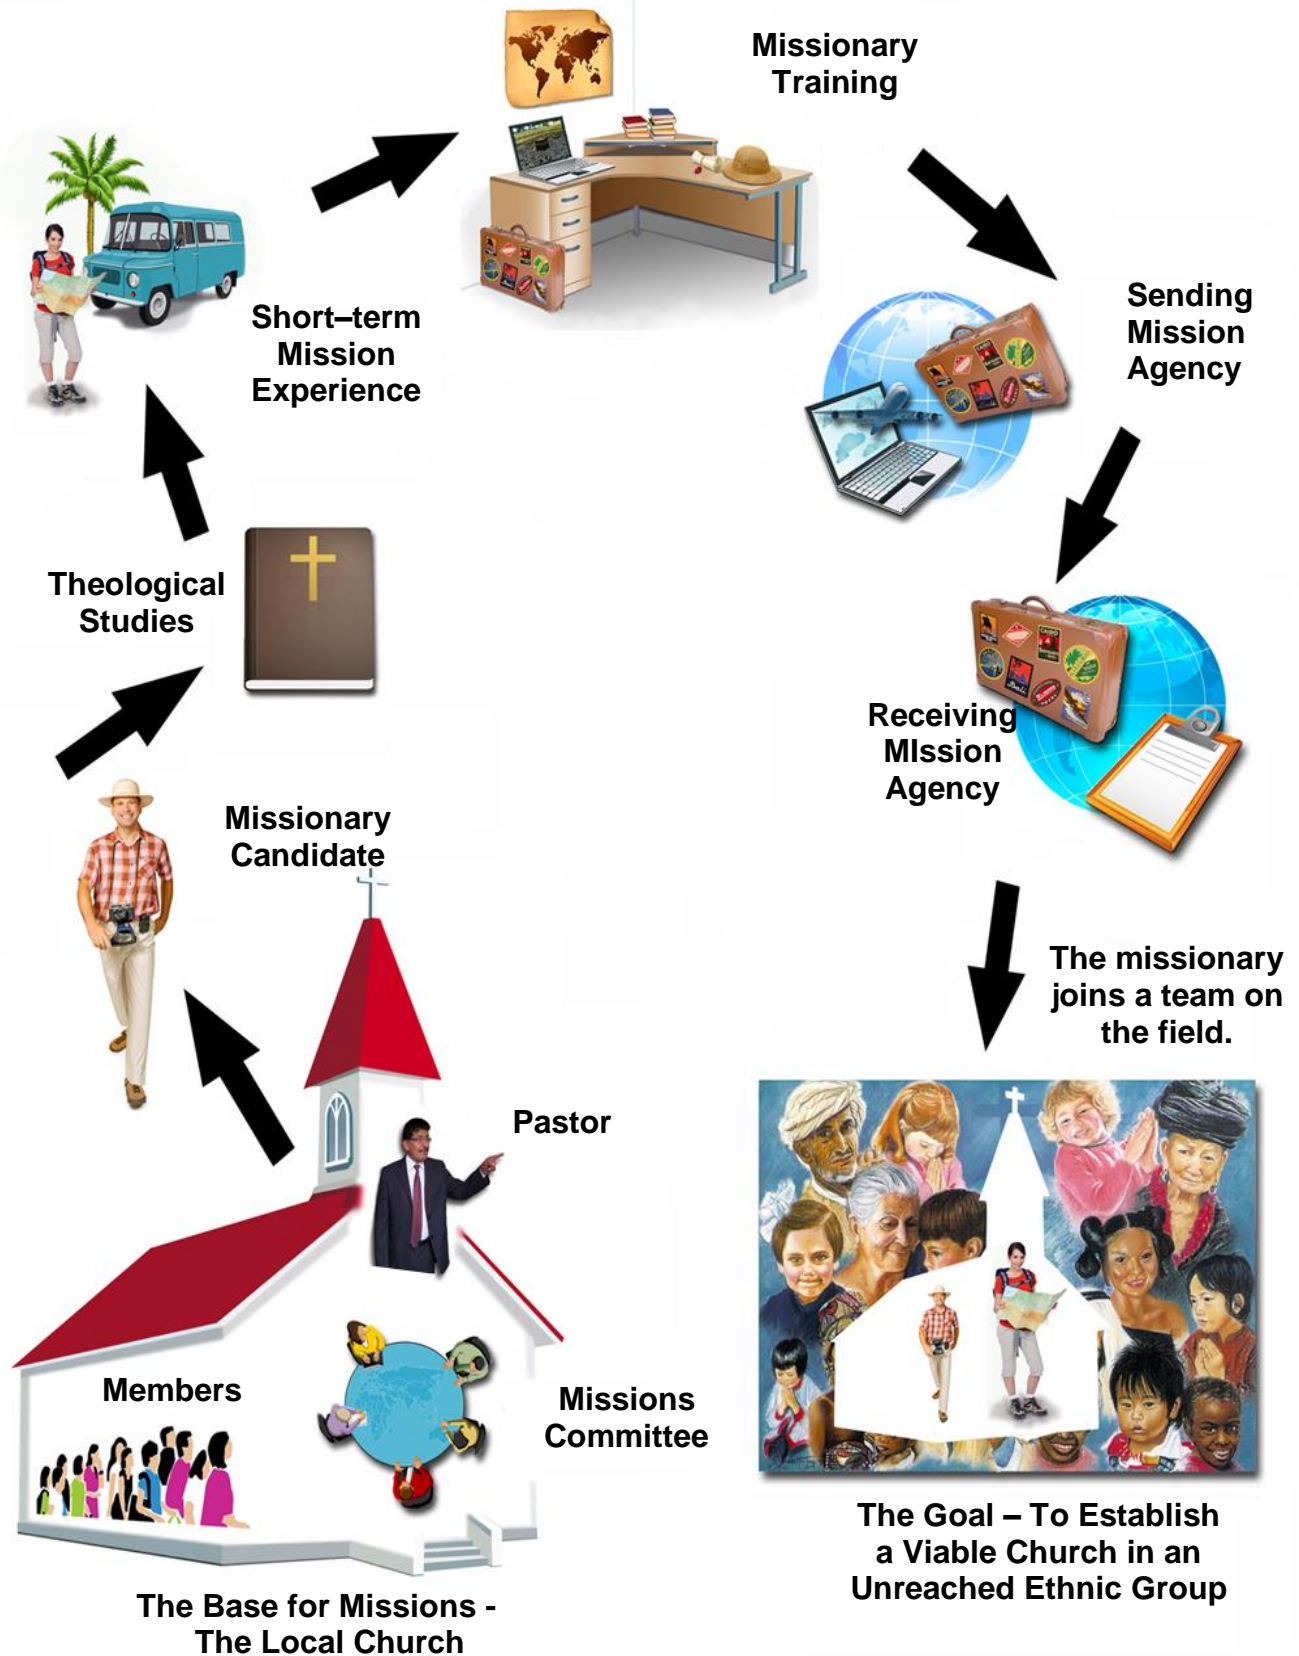 Missionary
Training
Short–term
Mission
Experience
Sending
Mission
Agency
Theological
Studies
Receiving
MIssion
Agency
Missionary
Candidate
The missionary
joins a team on
the field.
Pastor
Members
Missions
Committee
The Goal – To Establish
a Viable Church in an
Unreached Ethnic Group
The Base for Missions -
The Local Church